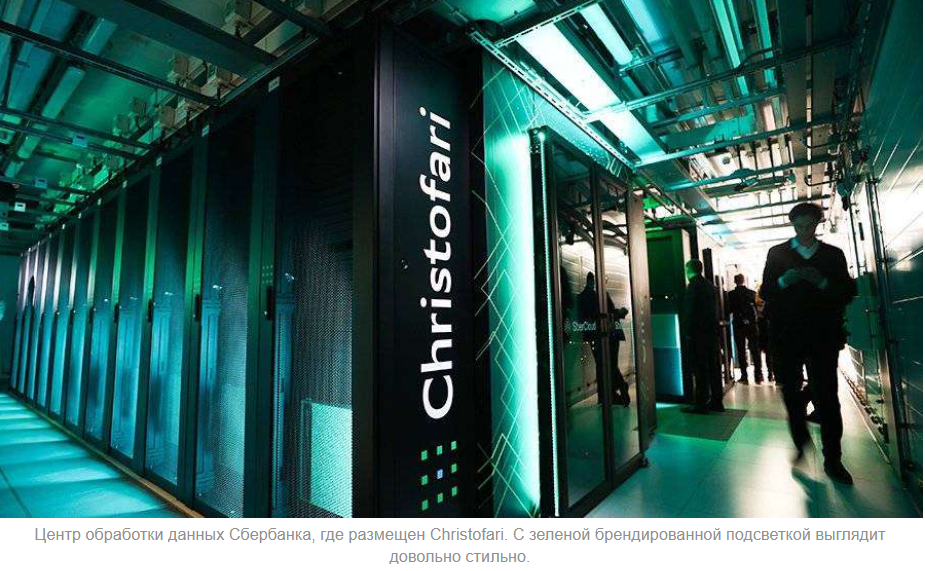 Christofari
SberCloud
Центр обработки данных Сбербанка, где размещен Christofari. С зеленой брендированной подсветкой выглядит
довольно стильно.